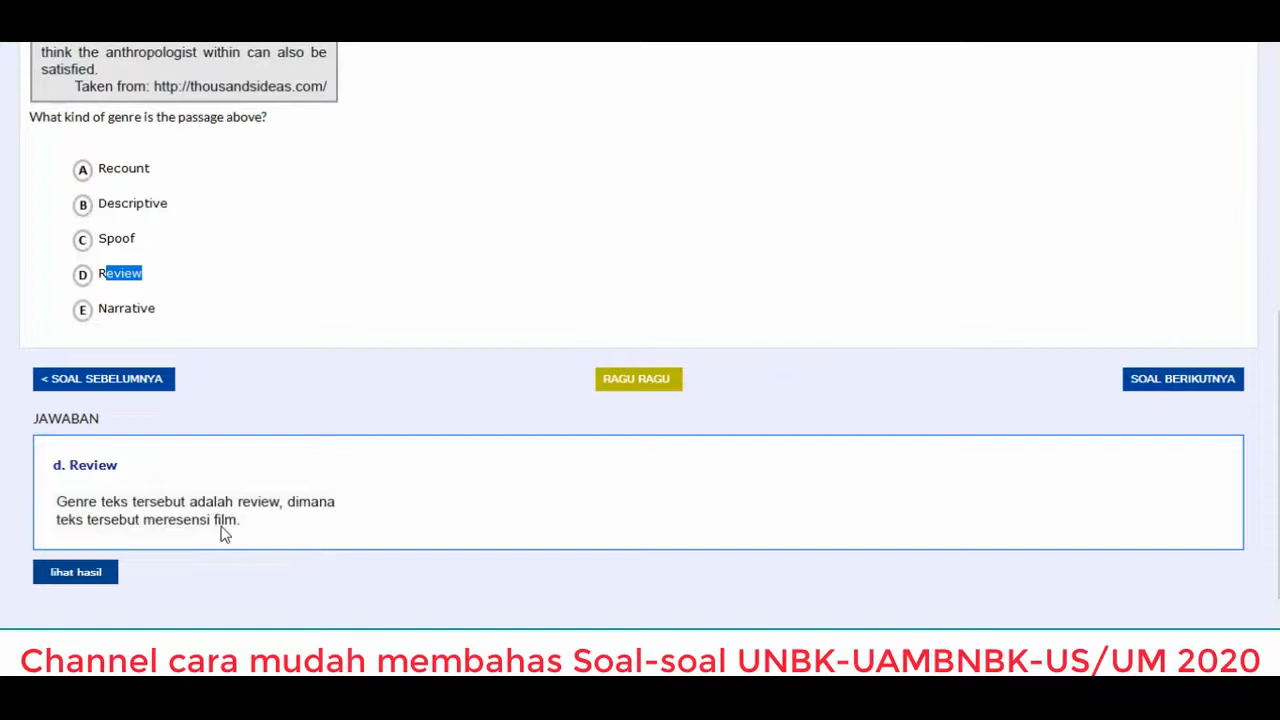 think the anthropologist within can also be
satisfied.
Taken from: http://thousandsideas.com/
What kind of genre is the passage above?
A Recount
B Descriptive
C Spoof
D Review
E Narrative
< SOAL SEBELUMNYA
RAGU RAGU
SOAL BERIKUTNYA
JAWABAN
d. Review
Genre teks tersebut adalah review, dimana
teks tersebut meresensi film.
lihat hasil
Channel cara mudah membahas Soal-soal UNBK-UAMBNBK-US/UM 2020